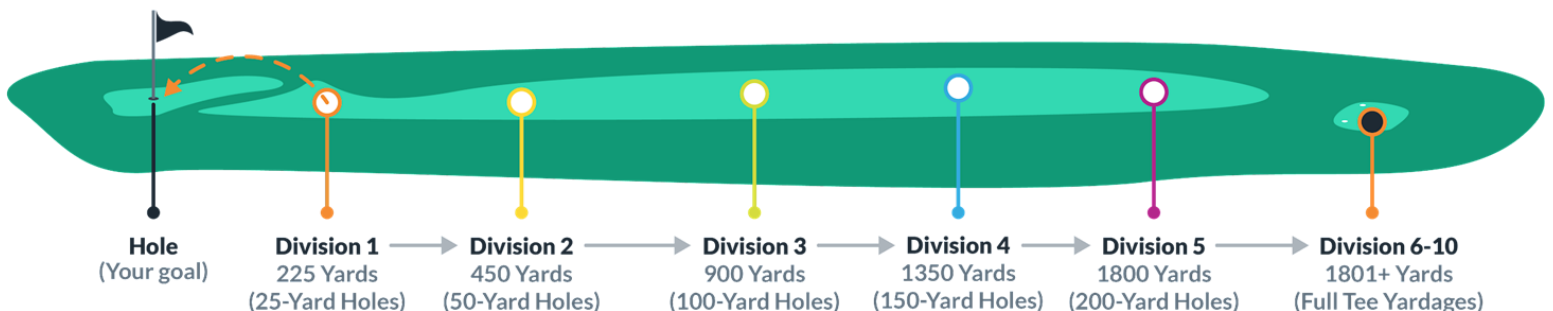 Hole
(Your goal)
Division 1
225 Yards
(25-Yard Holes)
Division 2
450 Yards
(50-Yard Holes)
Division 3
900 Yards
(100-Yard Holes)
Division 4
1350 Yards
(150-Yard Holes)
Division 5
1800 Yards
(200-Yard Holes)
Division 6-10
1801+ Yards
(Full Tee Yardages)